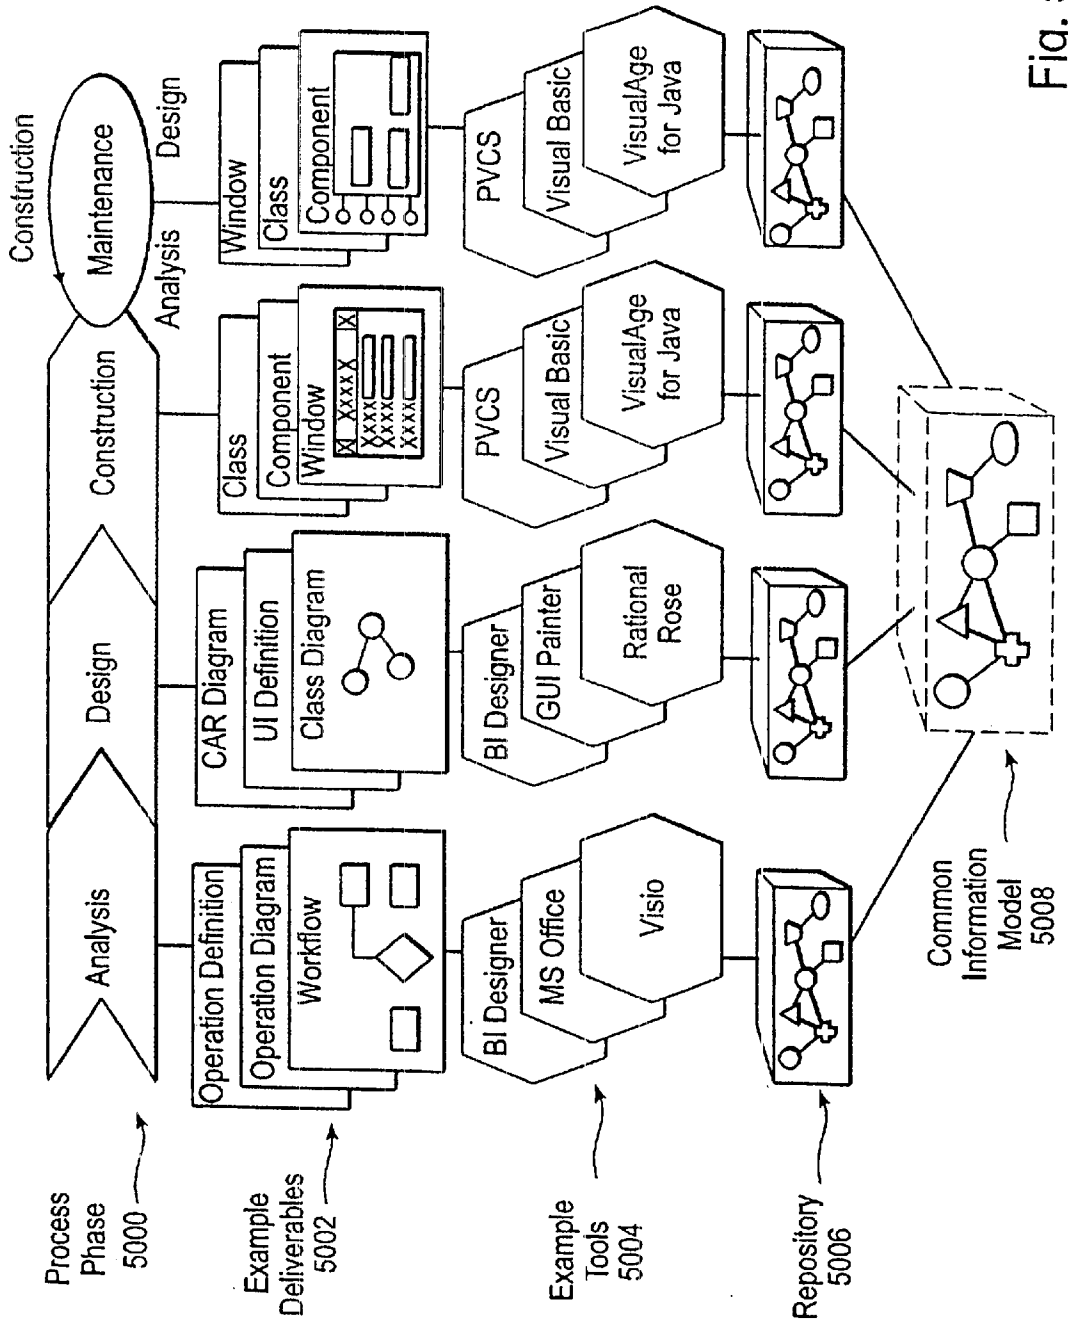 Process
Phase
5000
Analysis
Design
Construction
Maintenance
Construction
Analysis
Design
Example
Deliverables
5002
Operation Definition
Operation Diagram
Workflow
CAR Diagram
UI Definition
Class Diagram
Class
Component
Window
X XXXX X
XXXX
XXXX
XXXX
Window
Class
Component
Example
Tools
5004
BI Designer
MS Office
Visio
BI Designer
GUI Painter
Rational
Rose
PVCS
Visual Basic
VisualAge
for Java
PVCS
Visual Basic
VisualAge
for Java
Repository
5006
Common
Information
Model
5008
Fig.